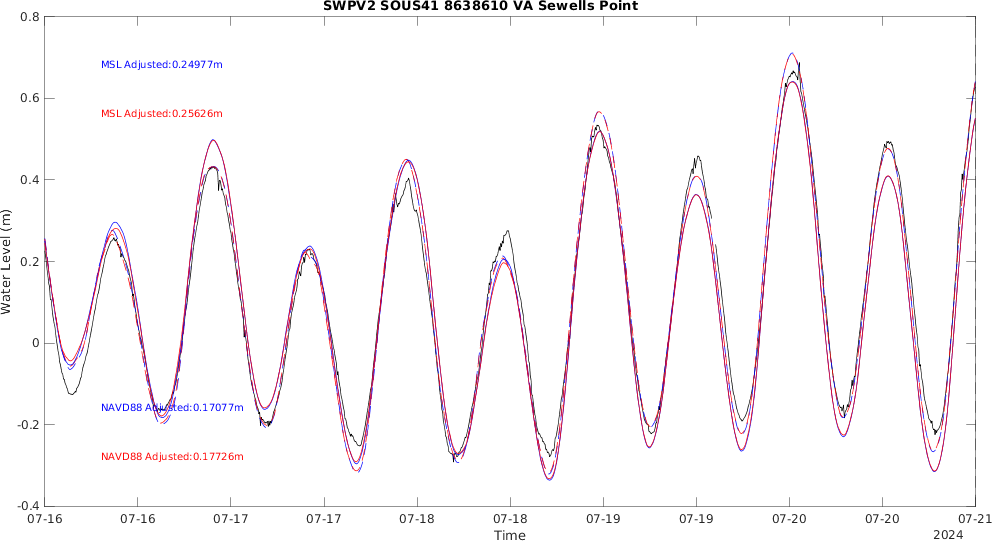 SWPV2 SOUS41 8638610 VA Sewells Point
0.8
MSL Adjusted:0.24977m
0.6
MSL Adjusted:0.25626m
0.4
0.2
Water Level (m)
0
NAVD88 Adjusted:0.17077m
-0.2
NAVD88 Adjusted:0.17726m
-0.4
07-16 07-16 07-17 07-17 07-18 07-18 07-19 07-19 07-20 07-20 07-21
Time
2024